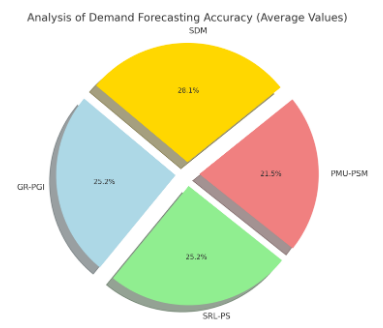 Analysis of Demand Forecasting Accuracy (Average Values)
SDM
28.1%
PMU-PSM
21.5%
GR-PGI
25.2%
25.2%
SRL-PS